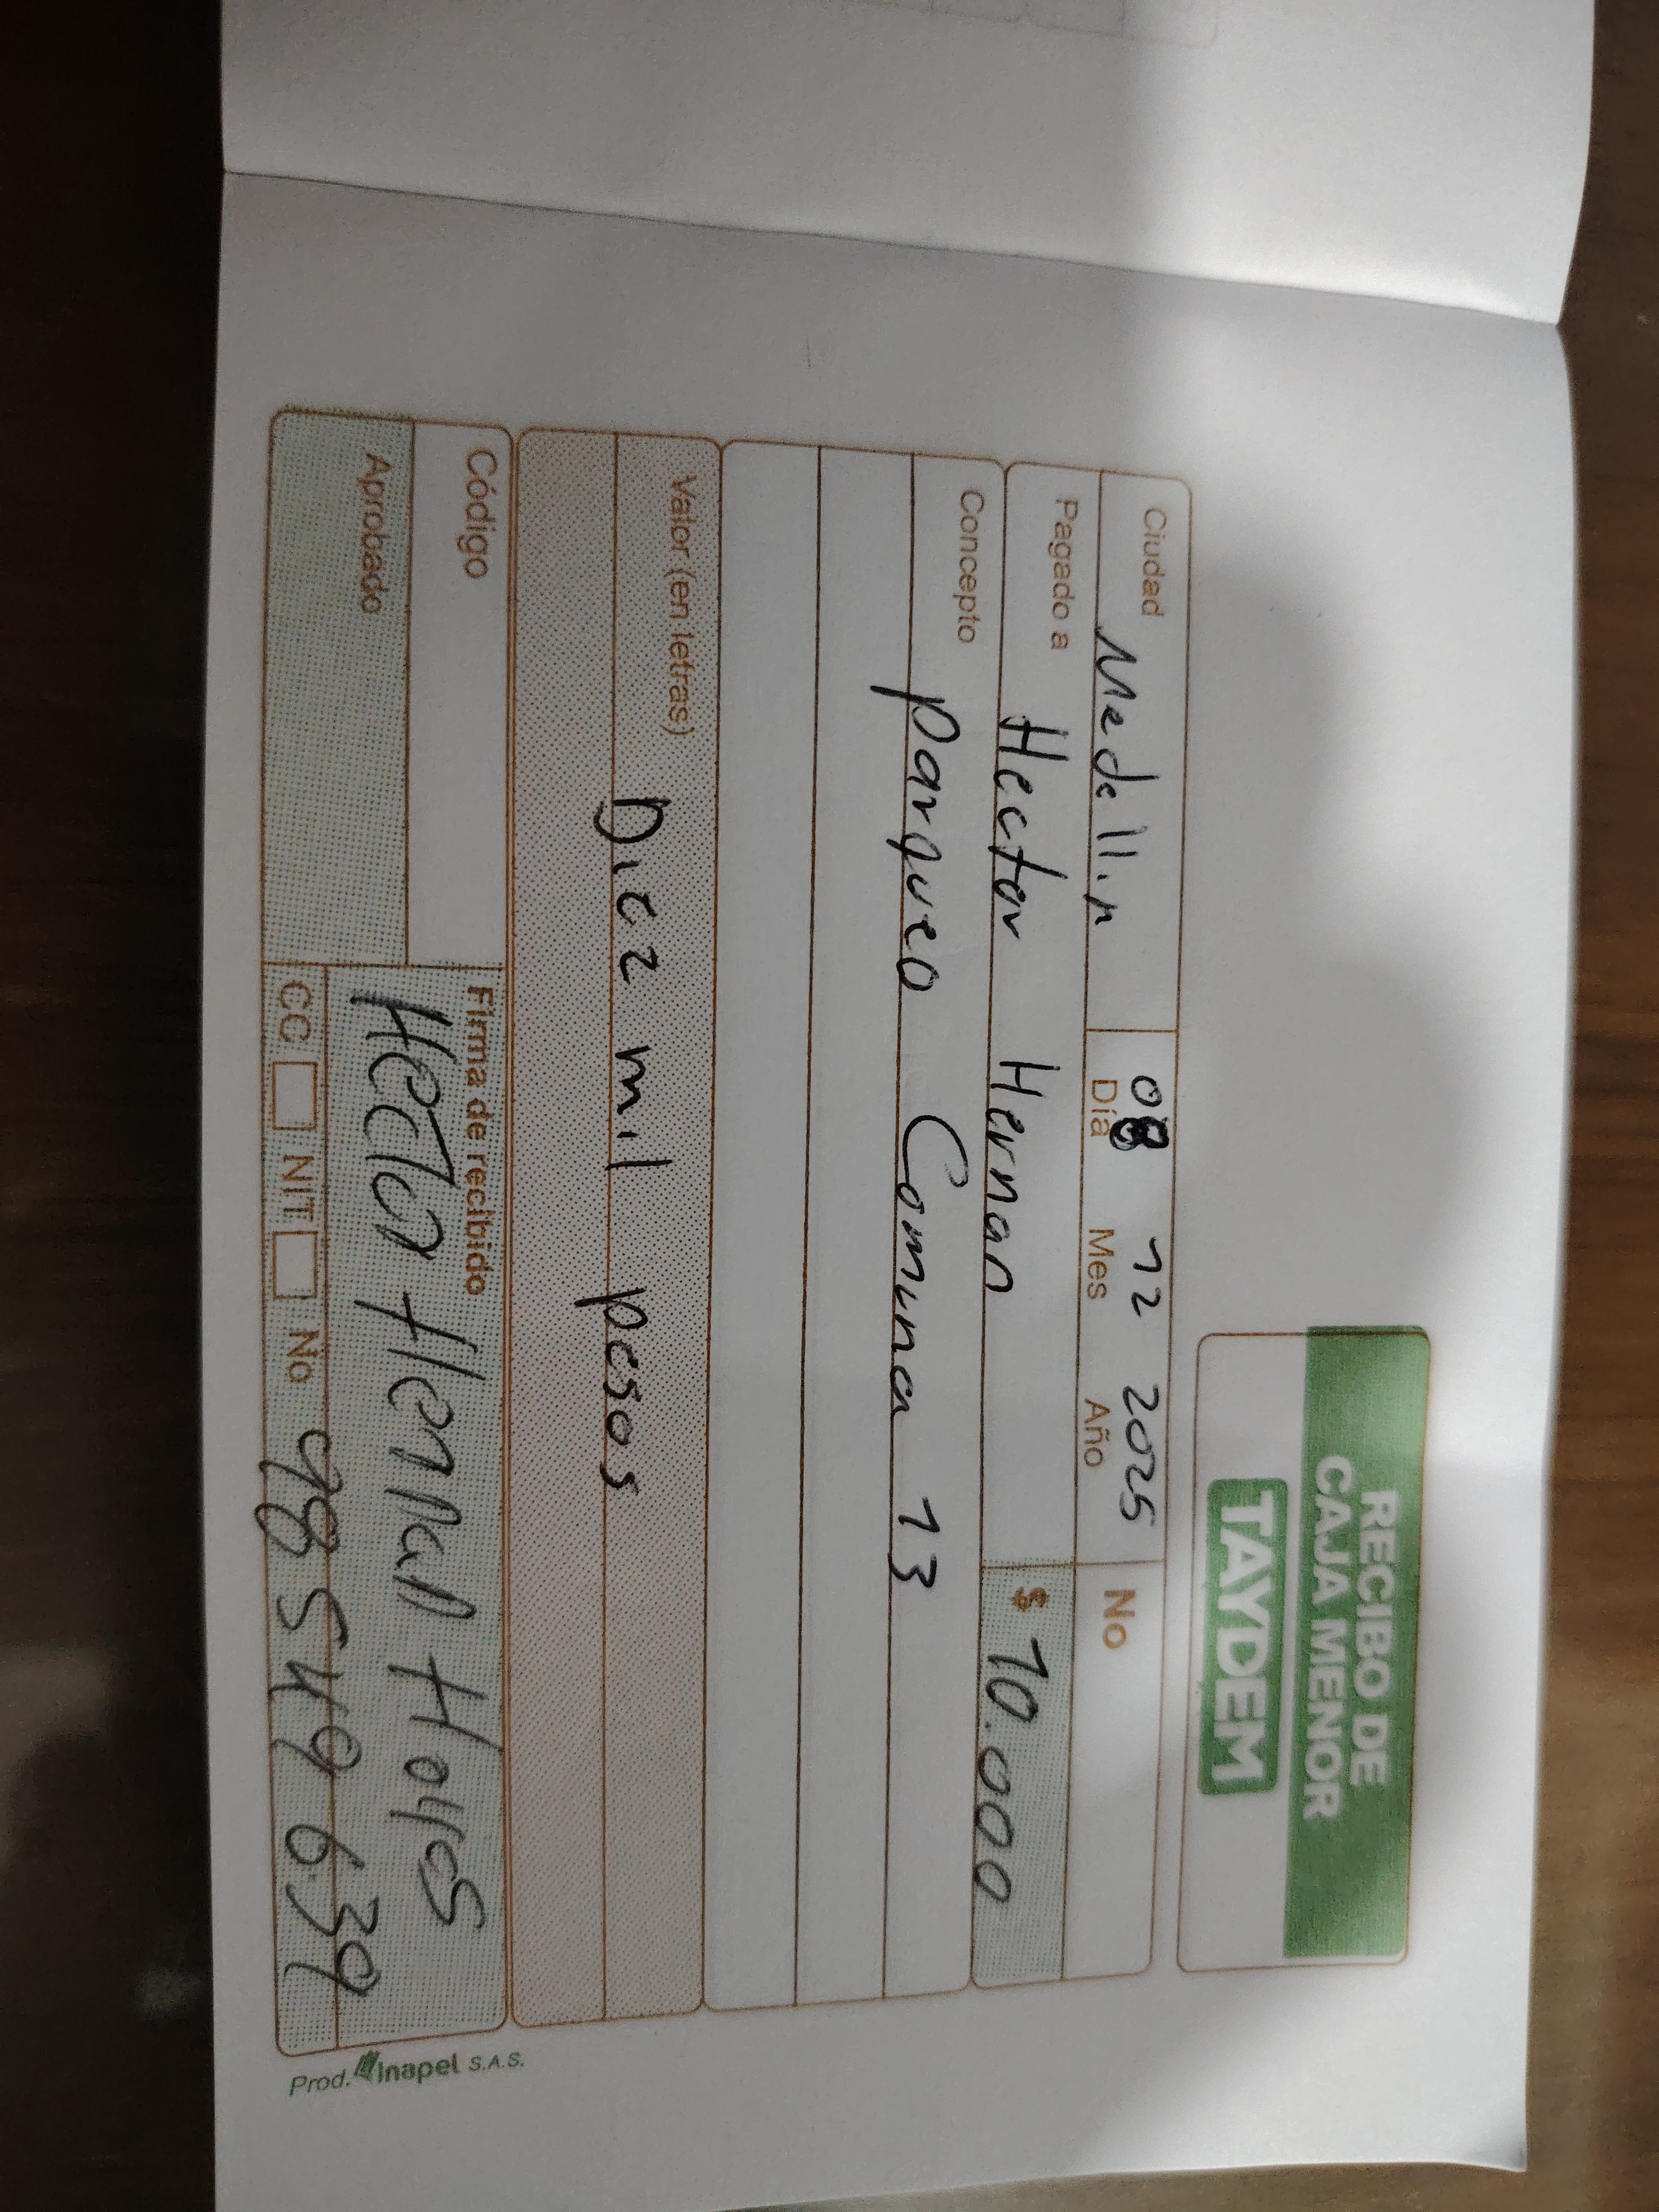 RECIBO DE
CAJA MENOR
TAYDEM
Ciudad Medellin 08 12 2025 No
Día Mes Año
Pagado a Hector Hernan $ 10.000
Concepto parqueo Comuna 13
Valor (en letras) Diez mil pesos
Código Firma de recibido
Hector Hernan Hoyos
Aprobado
CC NIT No 98549639
Prod. Inapel S.A.S.